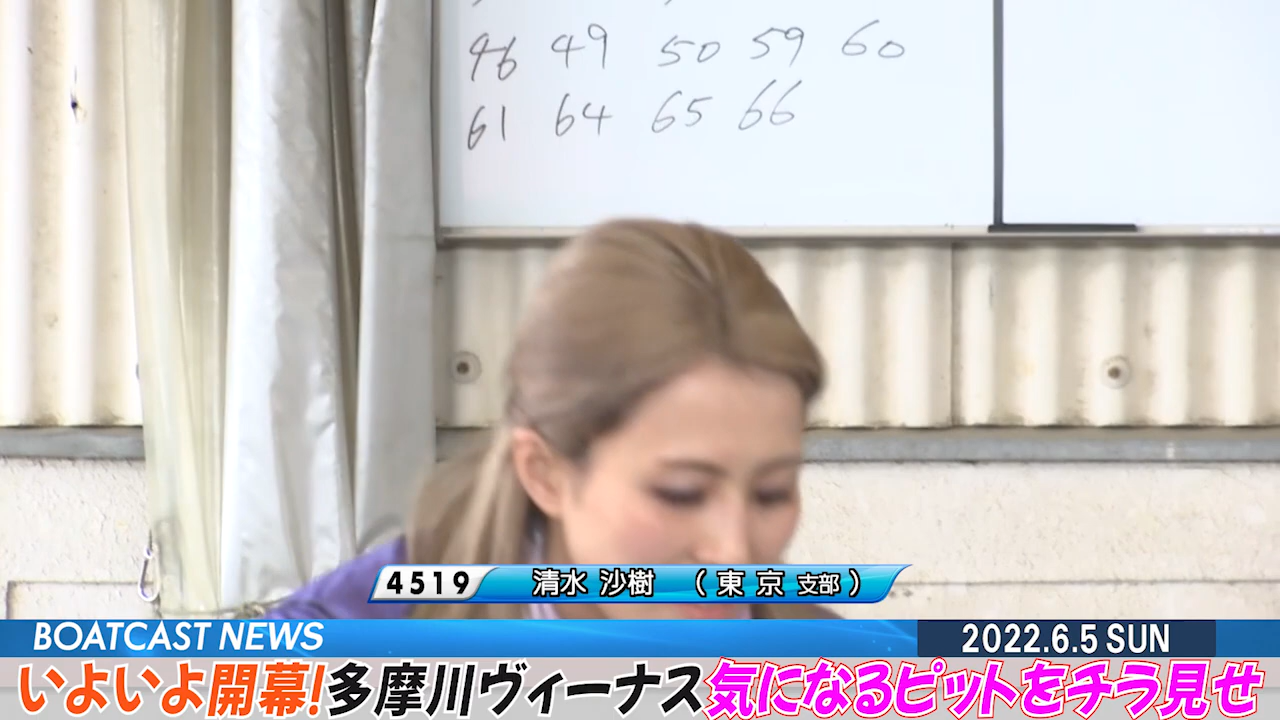 46 49 50 59 60
61 64 65 66
4519 清水 沙樹 （東京支部）
BOATCAST NEWS
2022.6.5 SUN
いよいよ開幕!多摩川ヴィーナス気になるピットをチラ見せ